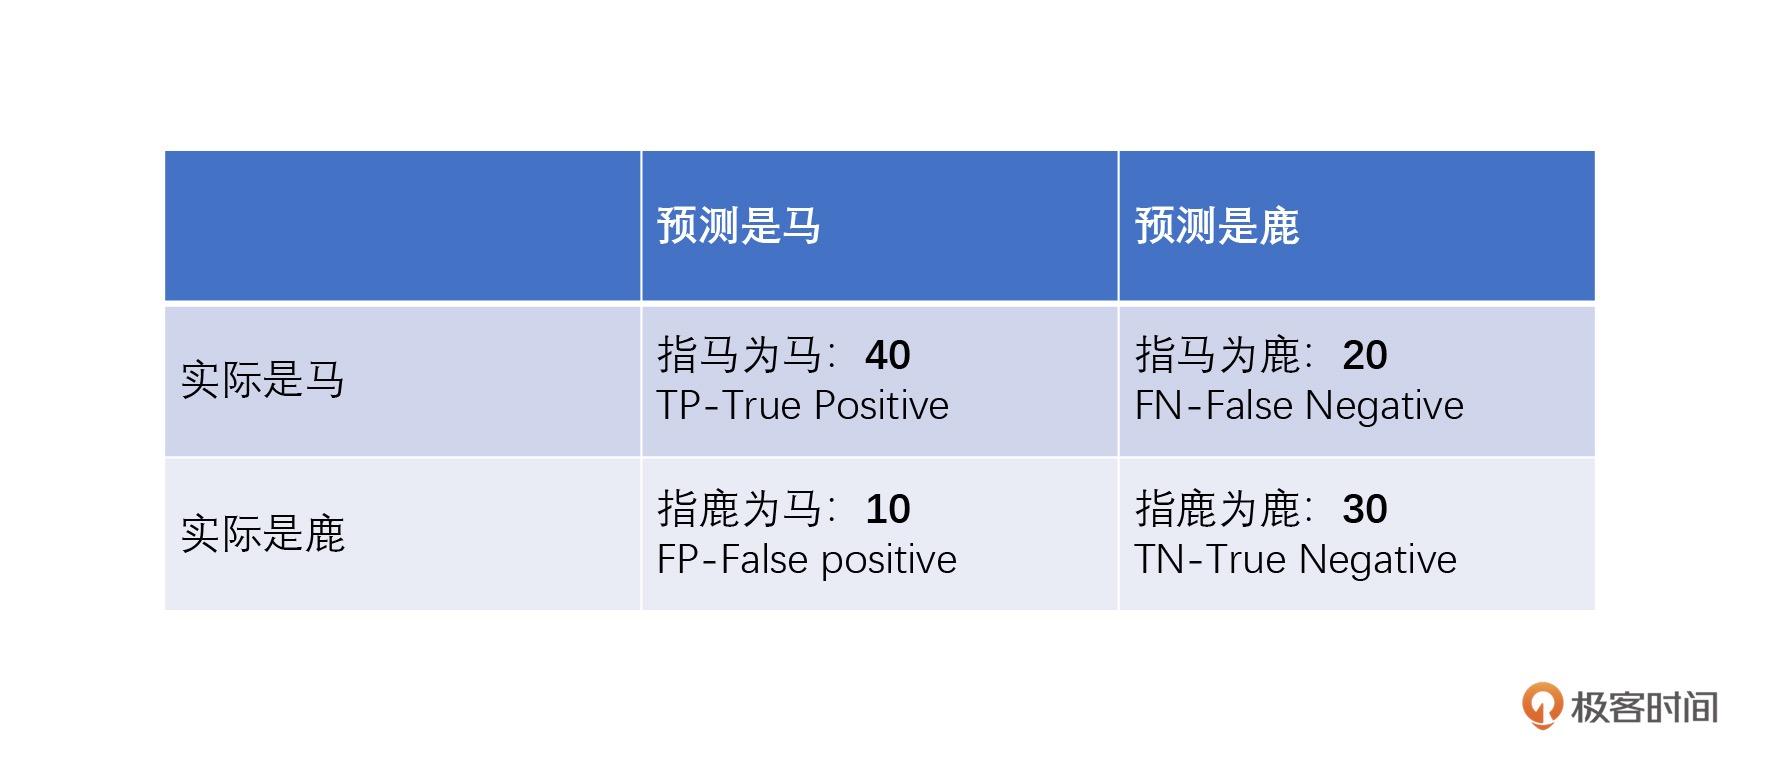 预测是马
预测是鹿
实际是马
指马为马：40
TP-True Positive
指马为鹿：20
FN-False Negative
实际是鹿
指鹿为马：10
FP-False positive
指鹿为鹿：30
TN-True Negative
极客时间